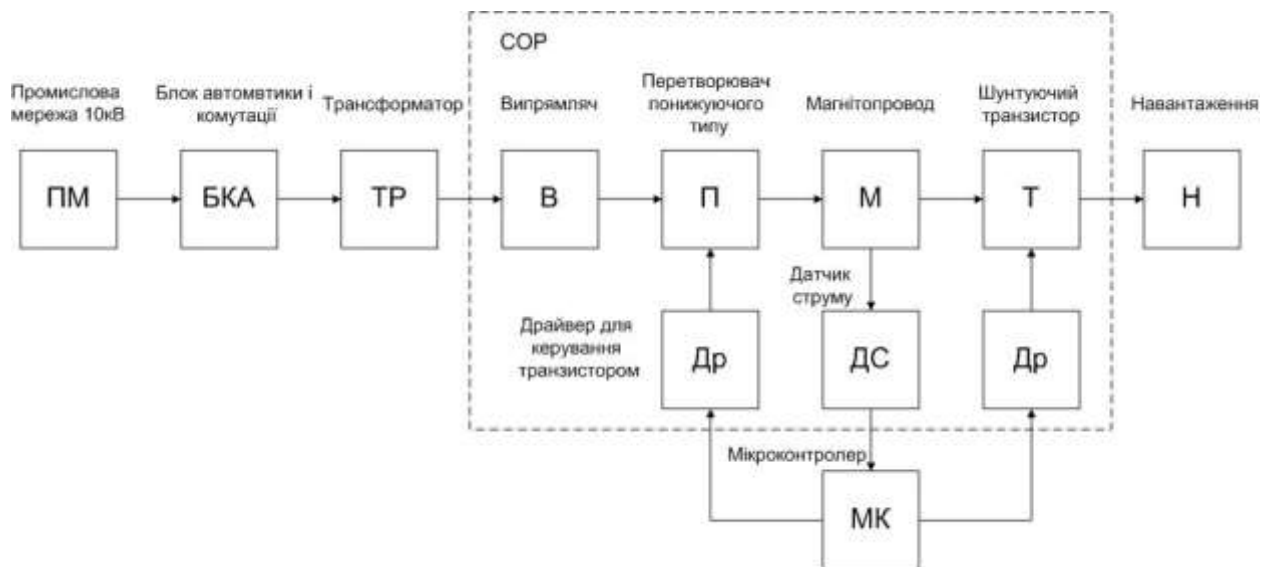 СОР
Промислова
мережа 10кВ
Блок автомвтики і
комутації
Трансформатор
Випрямляч
Перетворювач
понижуючого
типу
Магнітопровод
Шунтуючий
транзистор
Навантаження
ПМ
БКА
ТР
В
П
М
Т
Н
Датчик
струму
Драйвер для
керування
транзистором
Др
ДС
Др
Мікроконтролер
МК